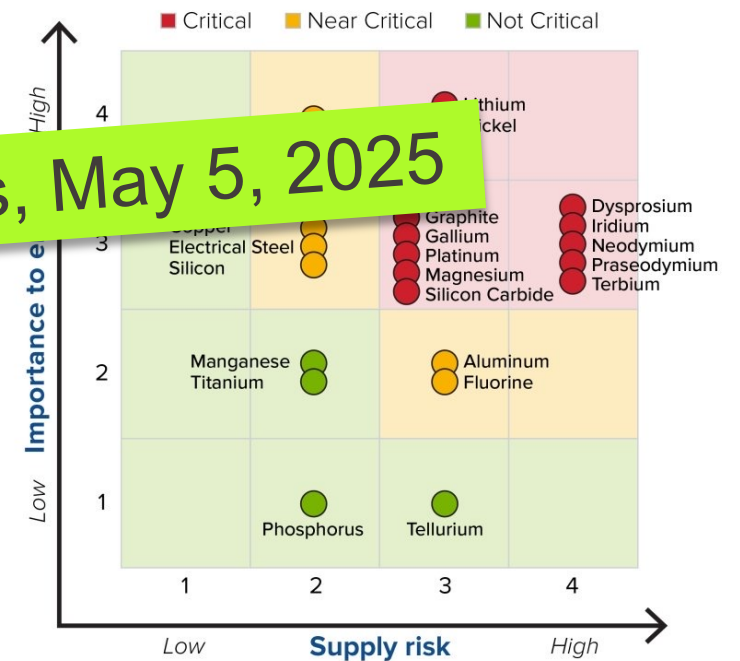 Critical Near Critical Not Critical
High
4
Lithium
May 5, 2025
3
Electrical Steel
Silicon
Graphite
Gallium
Platinum
Magnesium
Silicon Carbide
Dysprosium
Iridium
Neodymium
Praseodymium
Terbium
Importance to
2
Manganese
Titanium
Aluminum
Fluorine
Low
1
Phosphorus
Tellurium
1 2 3 4
Low Supply risk High